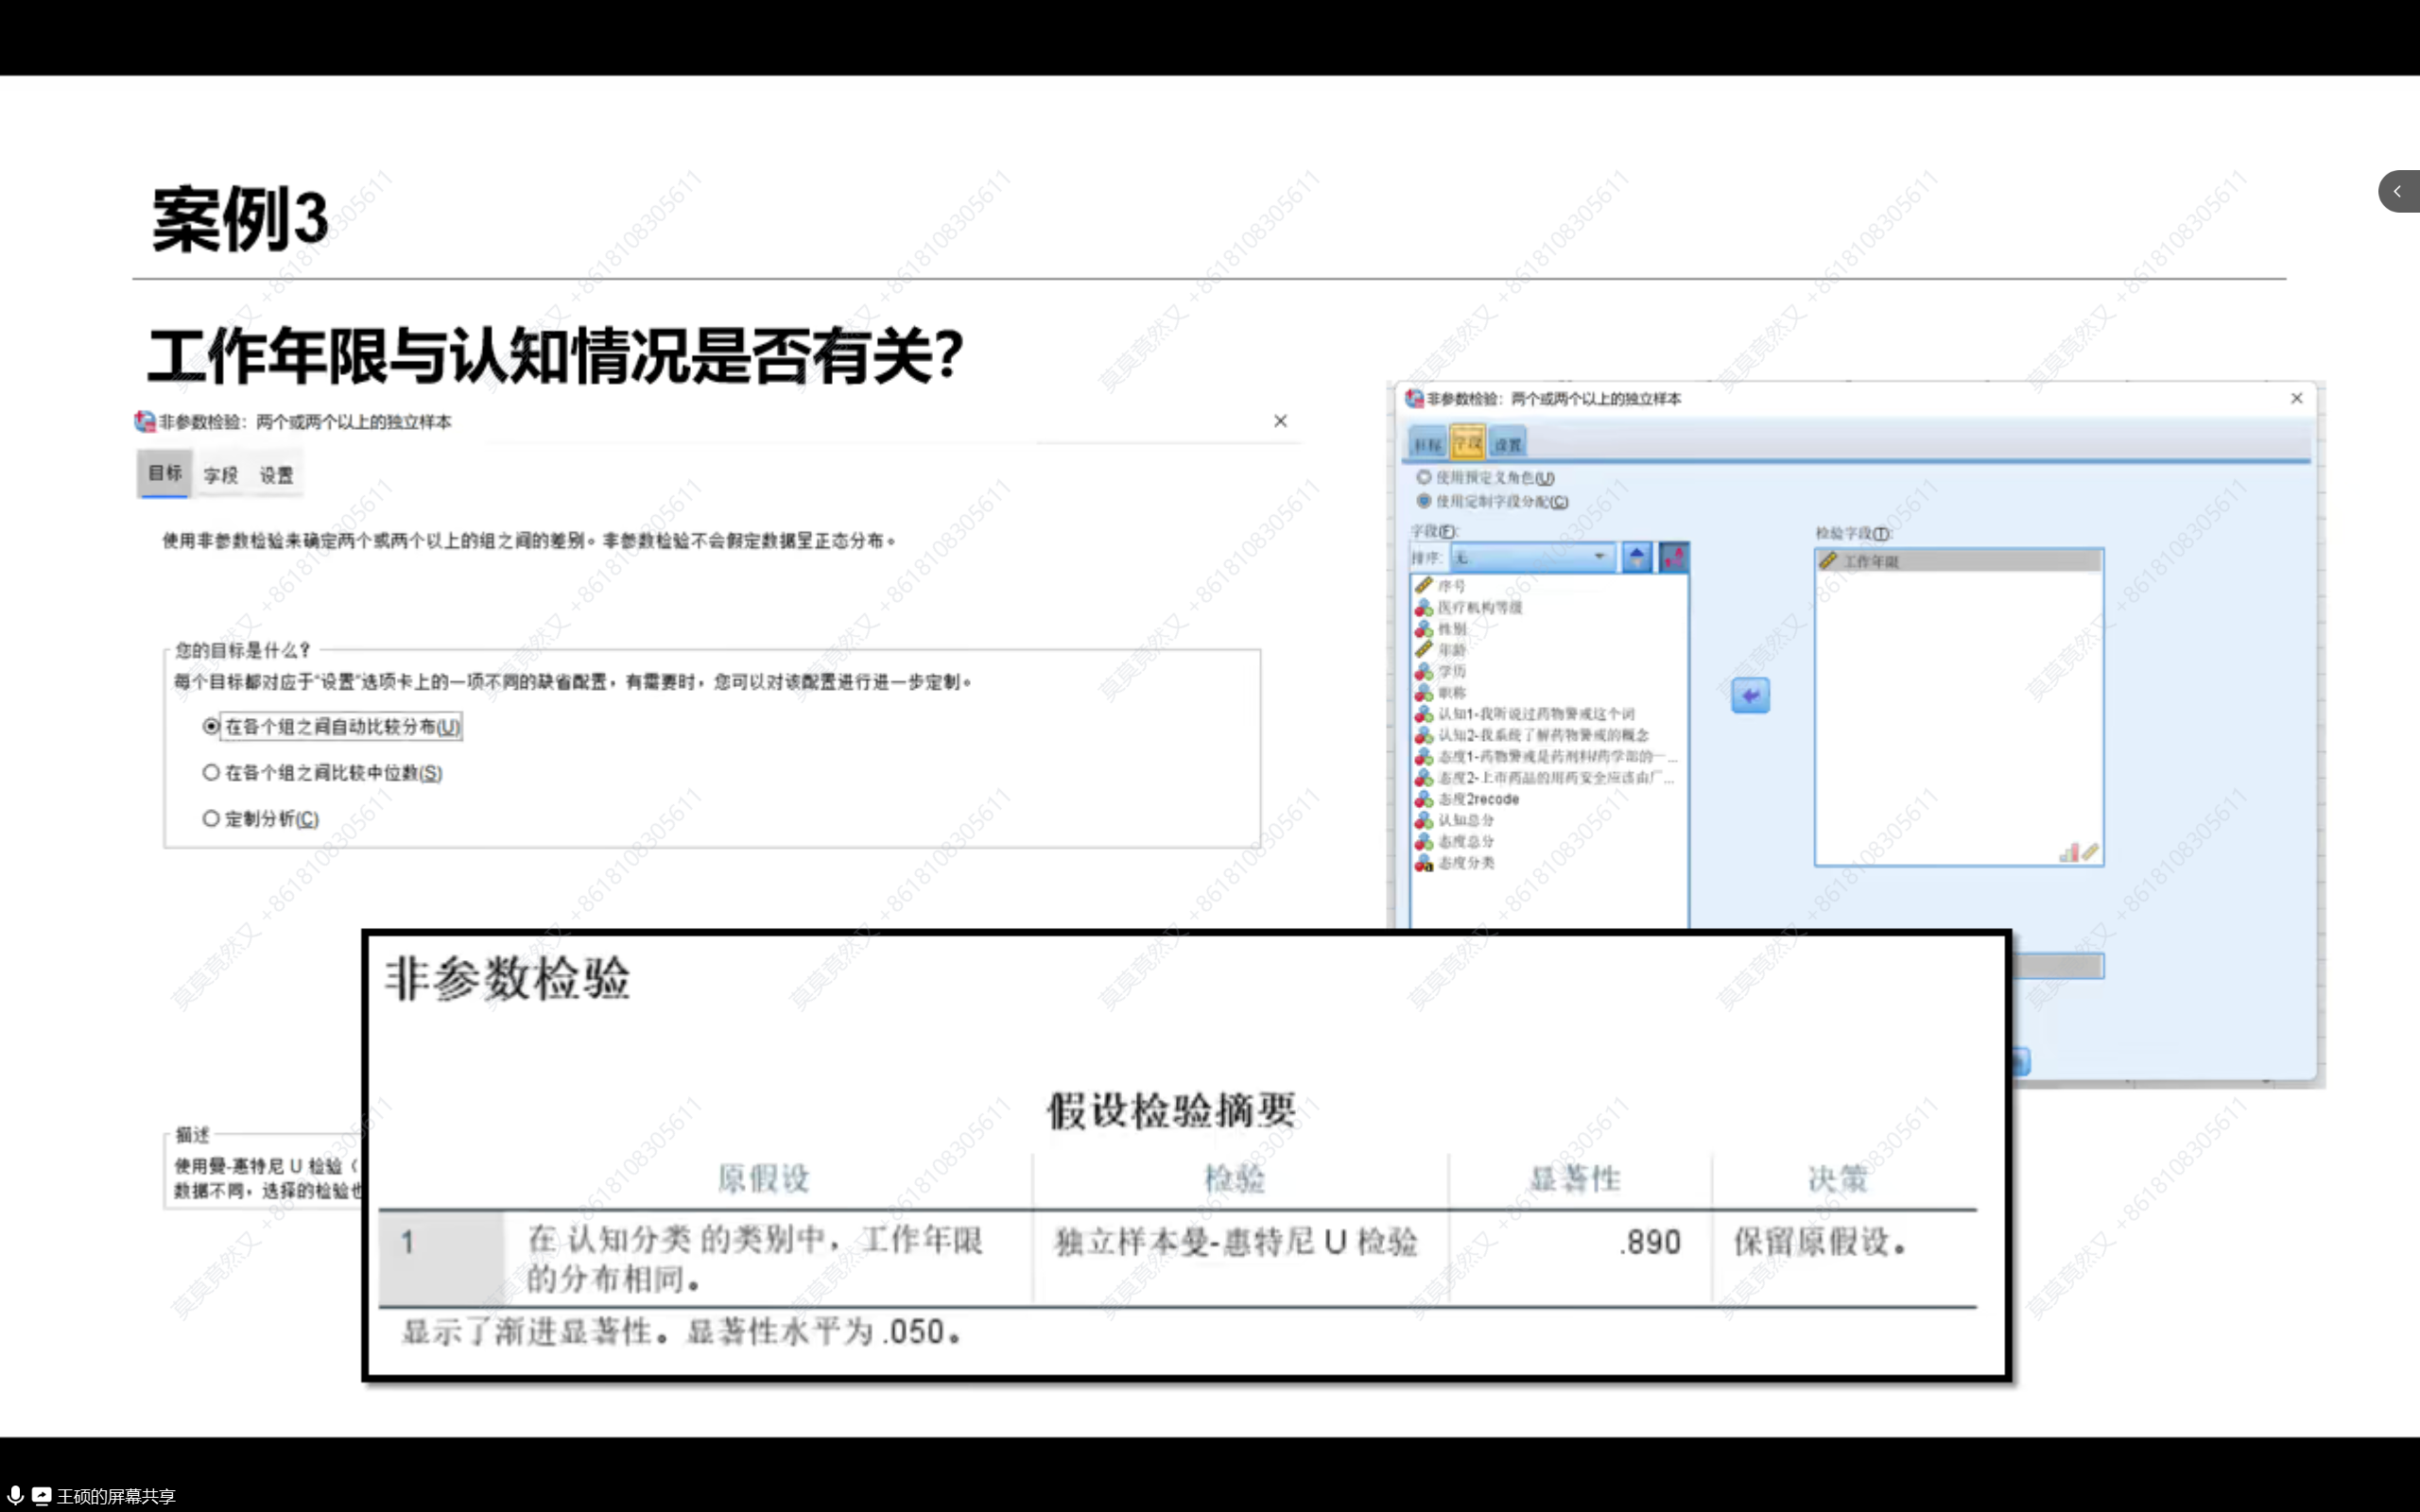 案例3
工作年限与认知情况是否有关?
非参数检验：两个或两个以上的独立样本
目标 字段 设置
使用非参数检验来确定两个或两个以上的组之间的差别。非参数检验不会假定数据呈正态分布。
您的目标是什么?
每个目标都对应于“设置”选项卡上的一项不同的缺省配置，有需要时，您可以对该配置进行进一步定制。
在各个组之间自动比较分布(U)
在各个组之间比较中位数(S)
定制分析(C)
描述
使用曼-惠特尼 U 检验（
数据不同，选择的检验也
非参数检验：两个或两个以上的独立样本
目标 字段 设置
使用预定义角色(U)
使用定制字段分配(C)
字段(F):
排序: 无
序号
医疗机构等级
性别
年龄
学历
职称
认知1-我听说过药物警戒这个词
认知2-我系统了解药物警戒的概念
态度1-药物警戒是药剂科/药学部的一...
态度2-上市药品的用药安全应该由厂...
态度2recode
认知总分
态度总分
态度分类
检验字段(T):
工作年限
非参数检验
假设检验摘要
原假设 检验 显著性 决策
1 在 认知分类 的类别中，工作年限 独立样本曼-惠特尼 U 检验 .890 保留原假设。
的分布相同。
显示了渐进显著性。显著性水平为 .050。
王硕的屏幕共享
莫莫竟然又 +8618108305611